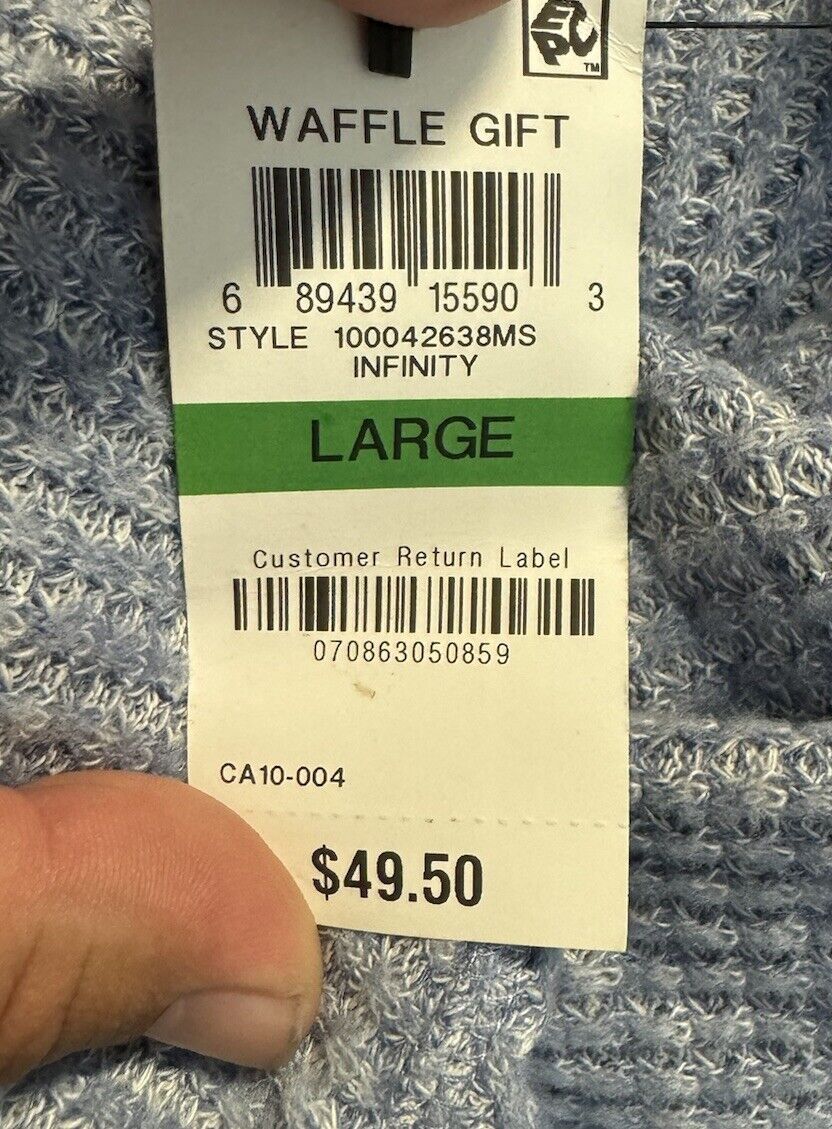 EPC
TM
WAFFLE GIFT
6 89439 15590 3
STYLE 100042638MS
INFINITY
LARGE
Customer Return Label
070863050859
CA10-004
$49.50